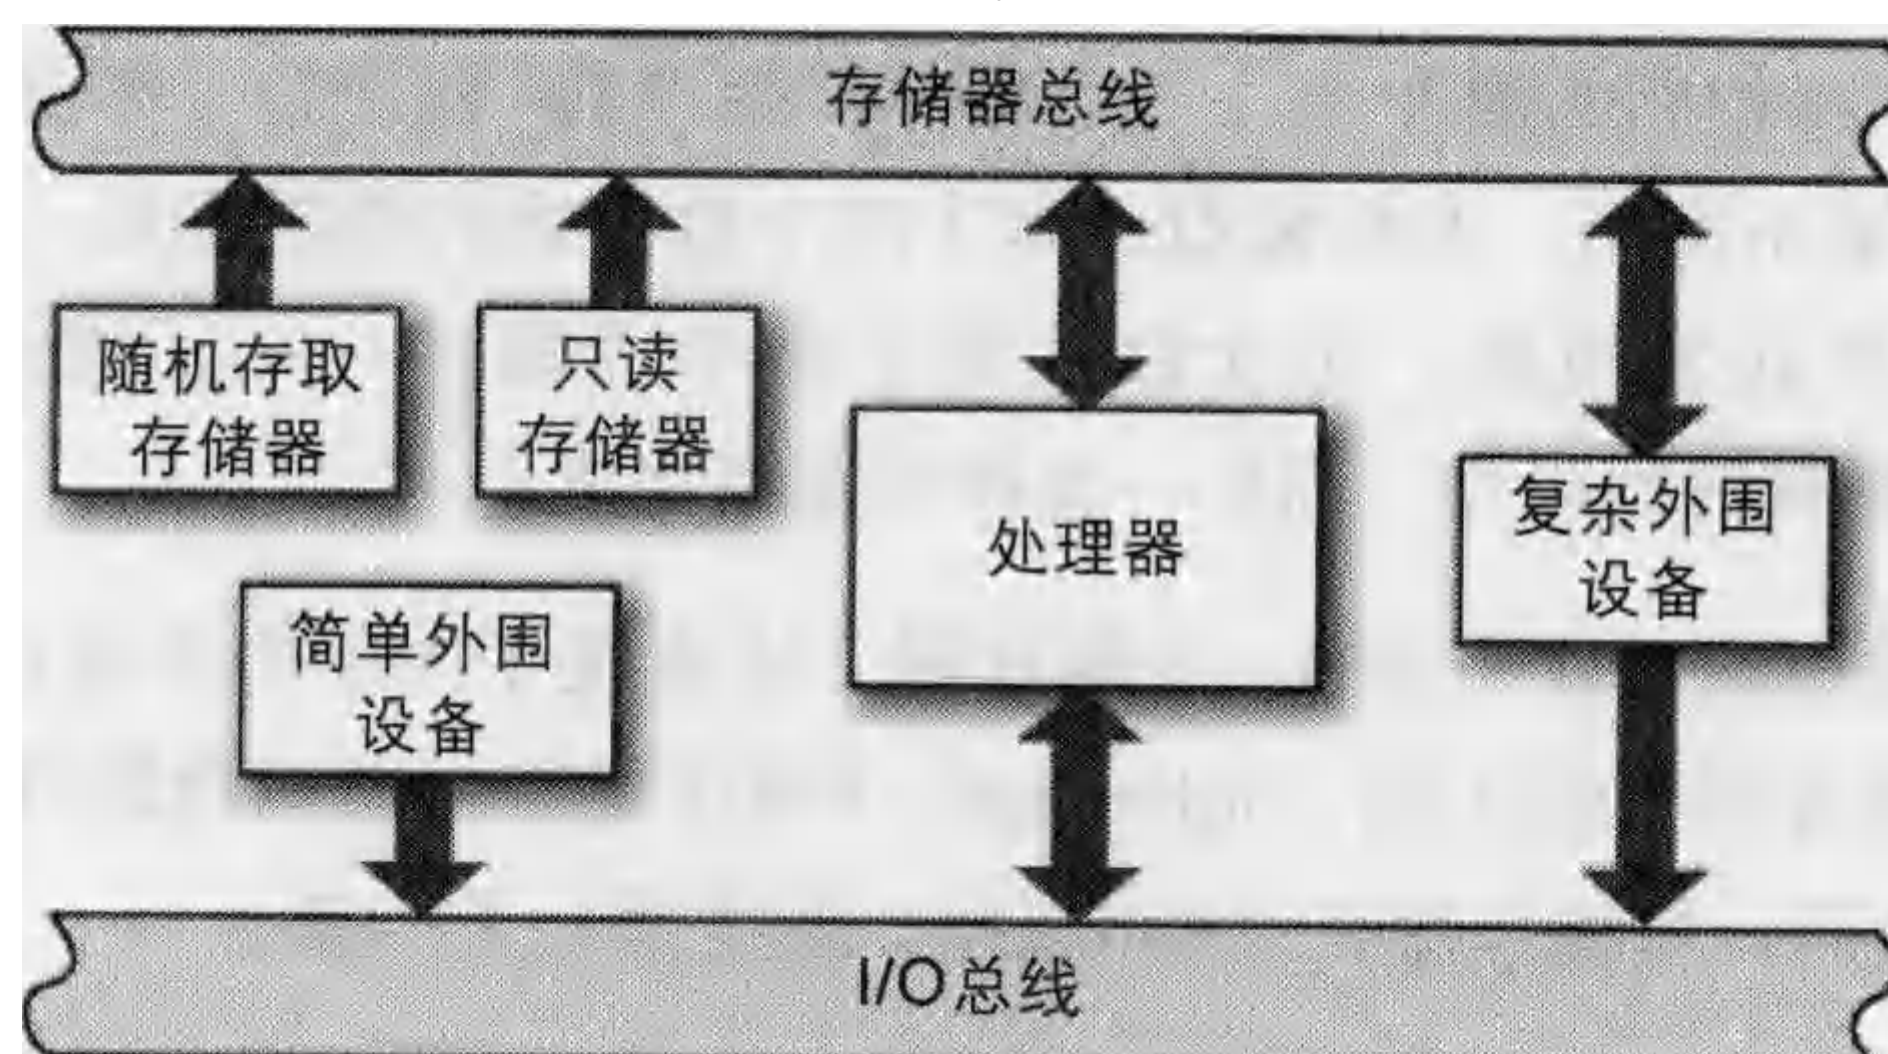 存储器总线
随机存取
存储器
只读
存储器
处理器
复杂外围
设备
简单外围
设备
I/O总线